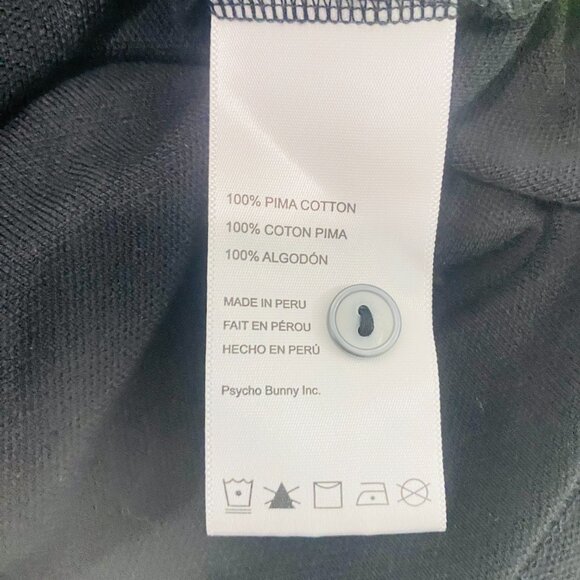 100% PIMA COTTON
100% COTON PIMA
100% ALGODÓN
MADE IN PERU
FAIT EN PÉROU
HECHO EN PERÚ
Psycho Bunny Inc.